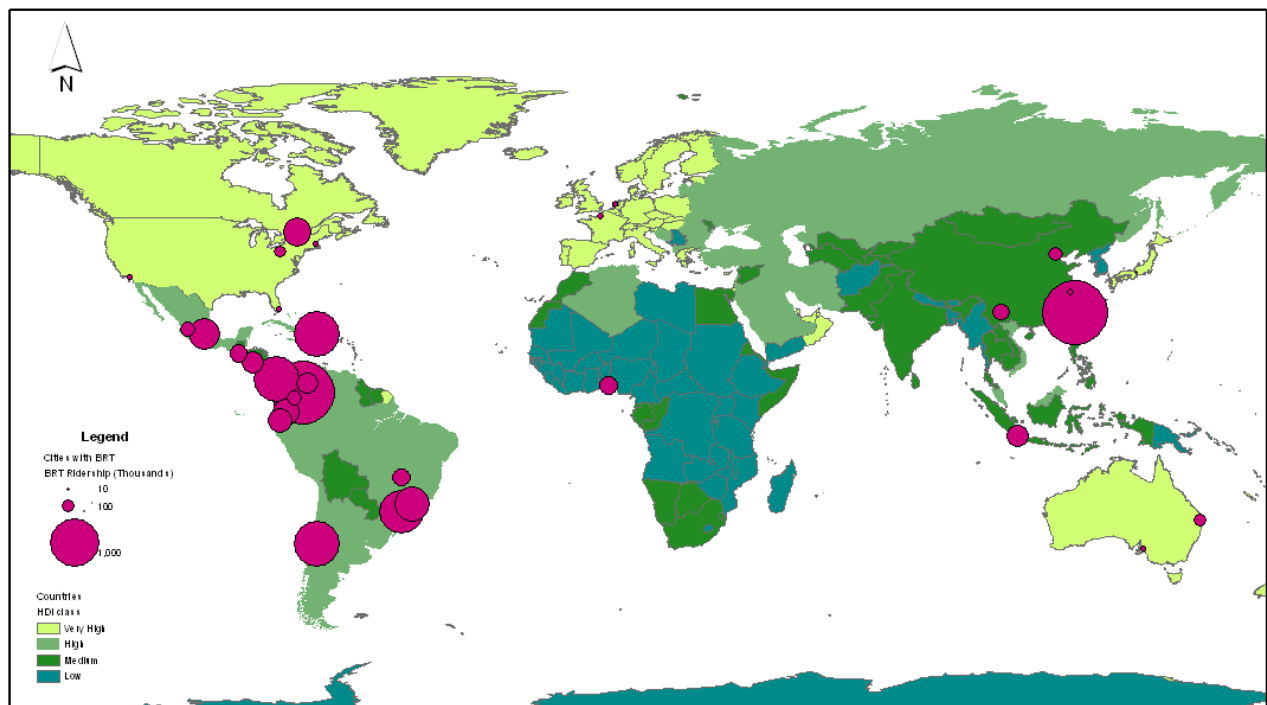 N
Legend
Cities with BRT
BRT Ridership (Thousands)
10
100
1,000
Countries
HDI class
Very High
High
Medium
Low